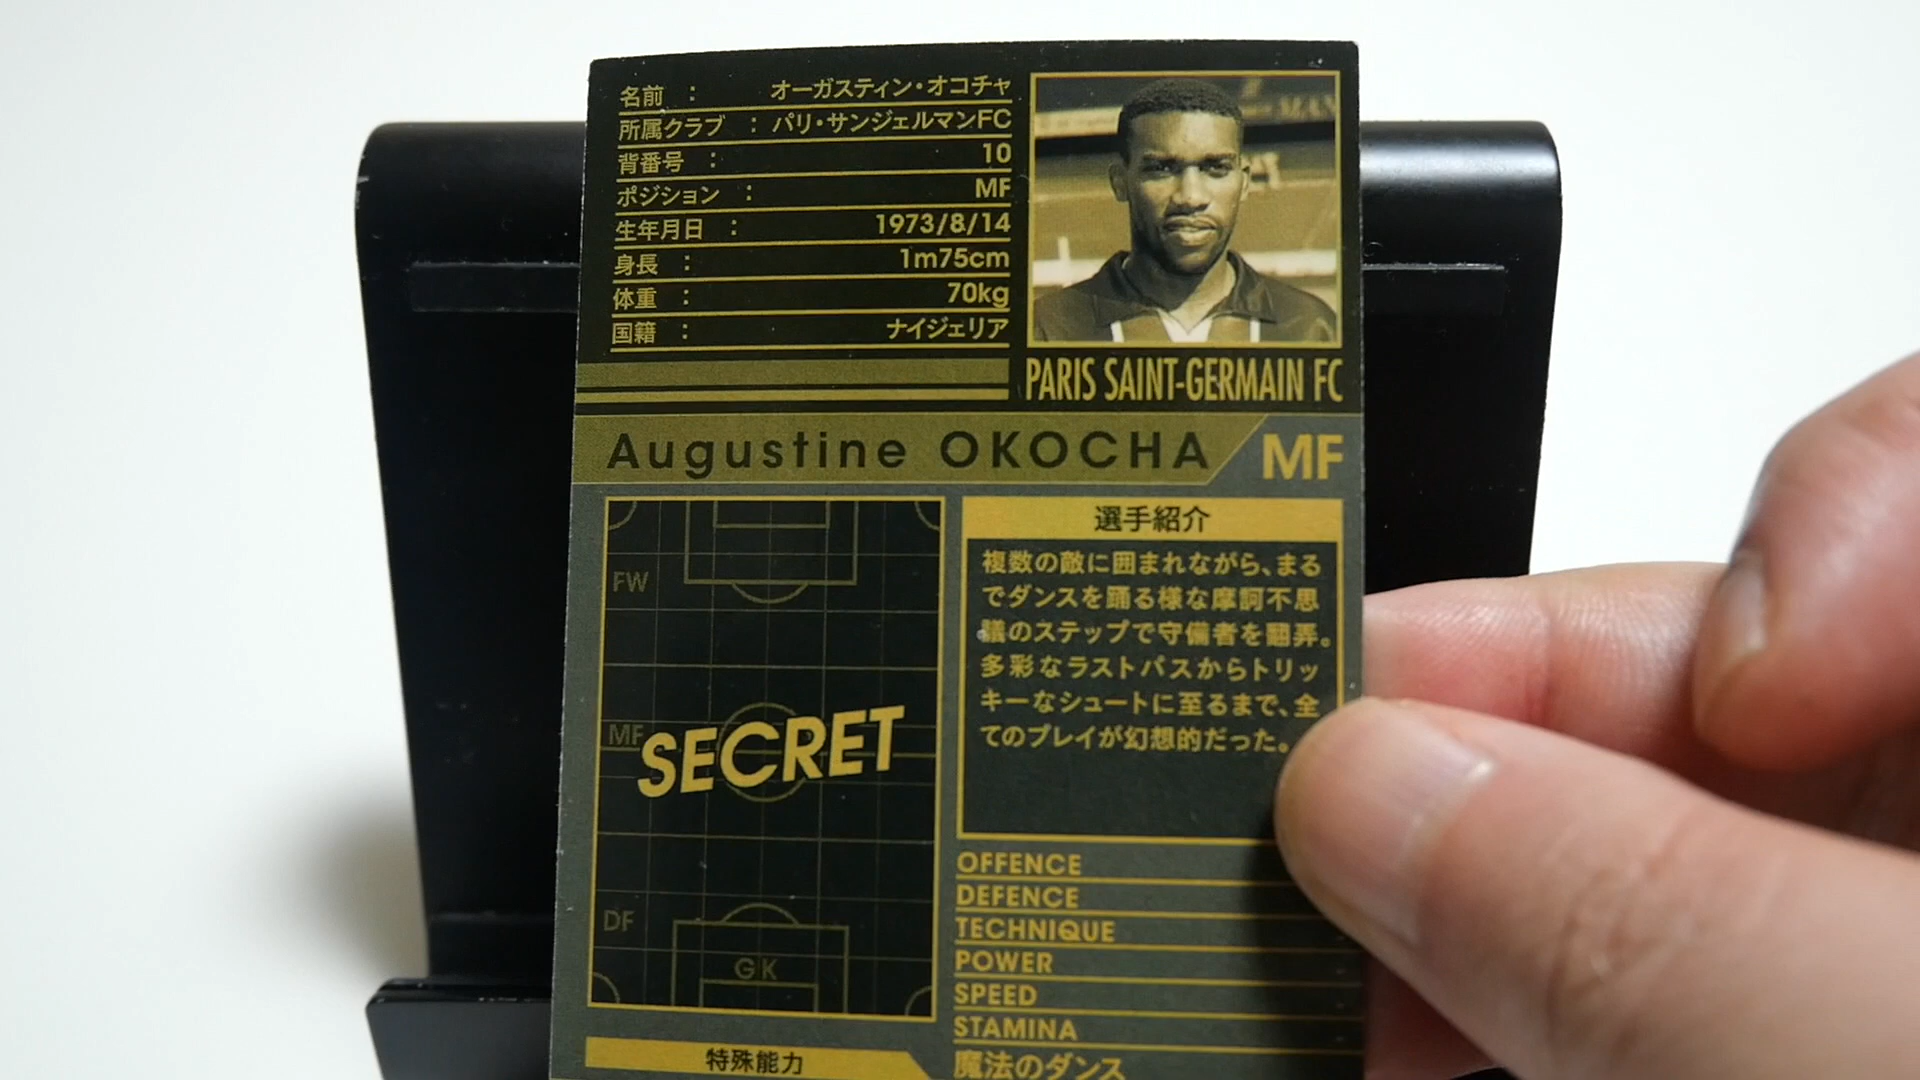 名前 : オーガスティン・オコチャ
所属クラブ : パリ・サンジェルマンFC
背番号 : 10
ポジション : MF
生年月日 : 1973/8/14
身長 : 1m75cm
体重 : 70kg
国籍 : ナイジェリア
PARIS SAINT-GERMAIN FC
Augustine OKOCHA
MF
FW
MF
SECRET
DF
GK
選手紹介
複数の敵に囲まれながら、まる
でダンスを踊る様な摩訶不思
議のステップで守備者を翻弄。
多彩なラストパスからトリッ
キーなシュートに至るまで、全
てのプレイが幻想的だった。
OFFENCE
DEFENCE
TECHNIQUE
POWER
SPEED
STAMINA
特殊能力
魔法のダンス